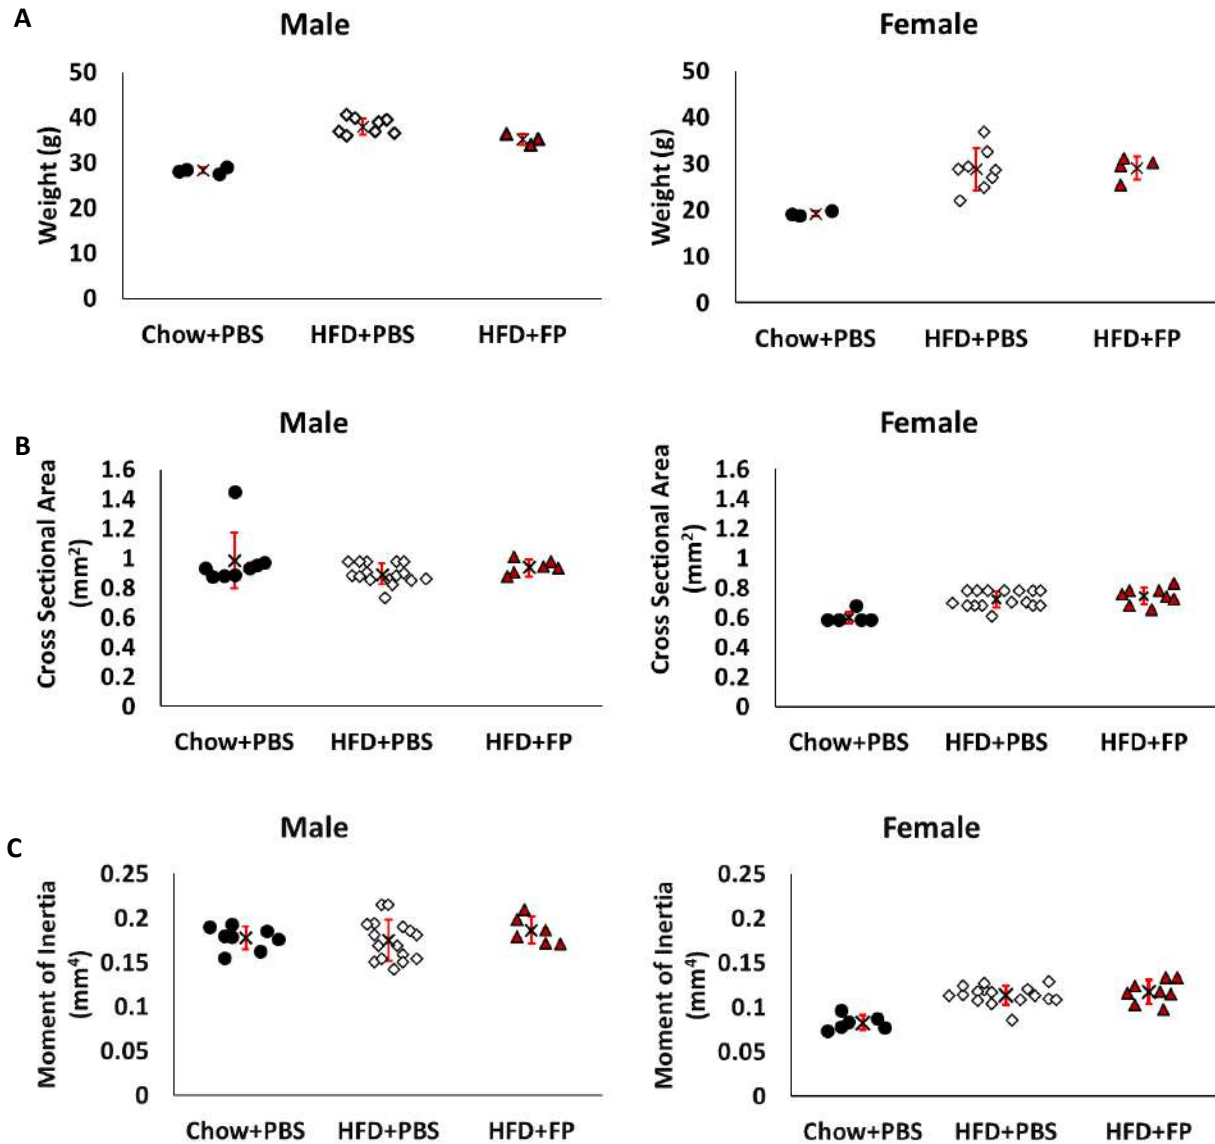 A
Male
Female
Weight (g)
50
40
30
20
10
0
Chow+PBS HFD+PBS HFD+FP
Weight (g)
50
40
30
20
10
0
Chow+PBS HFD+PBS HFD+FP
B
Male
Female
Cross Sectional Area
(mm²)
1.6
1.4
1.2
1
0.8
0.6
0.4
0.2
0
Chow+PBS HFD+PBS HFD+FP
Cross Sectional Area
(mm²)
1.6
1.4
1.2
1
0.8
0.6
0.4
0.2
0
Chow+PBS HFD+PBS HFD+FP
C
Male
Female
Moment of Inertia
(mm⁴)
0.25
0.2
0.15
0.1
0.05
0
Chow+PBS HFD+PBS HFD+FP
Moment of Inertia
(mm⁴)
0.25
0.2
0.15
0.1
0.05
0
Chow+PBS HFD+PBS HFD+FP